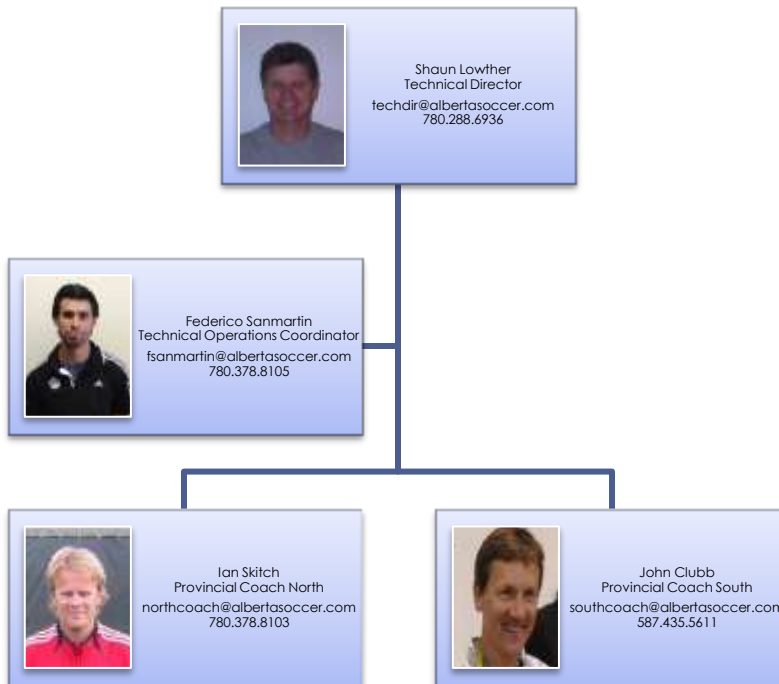 Shaun Lowther
Technical Director
techdir@albertasoccer.com
780.288.6936
Federico Sanmartin
Technical Operations Coordinator
fsanmartin@albertasoccer.com
780.378.8105
Ian Skitch
Provincial Coach North
northcoach@albertasoccer.com
780.378.8103
John Clubb
Provincial Coach South
southcoach@albertasoccer.com
587.435.5611